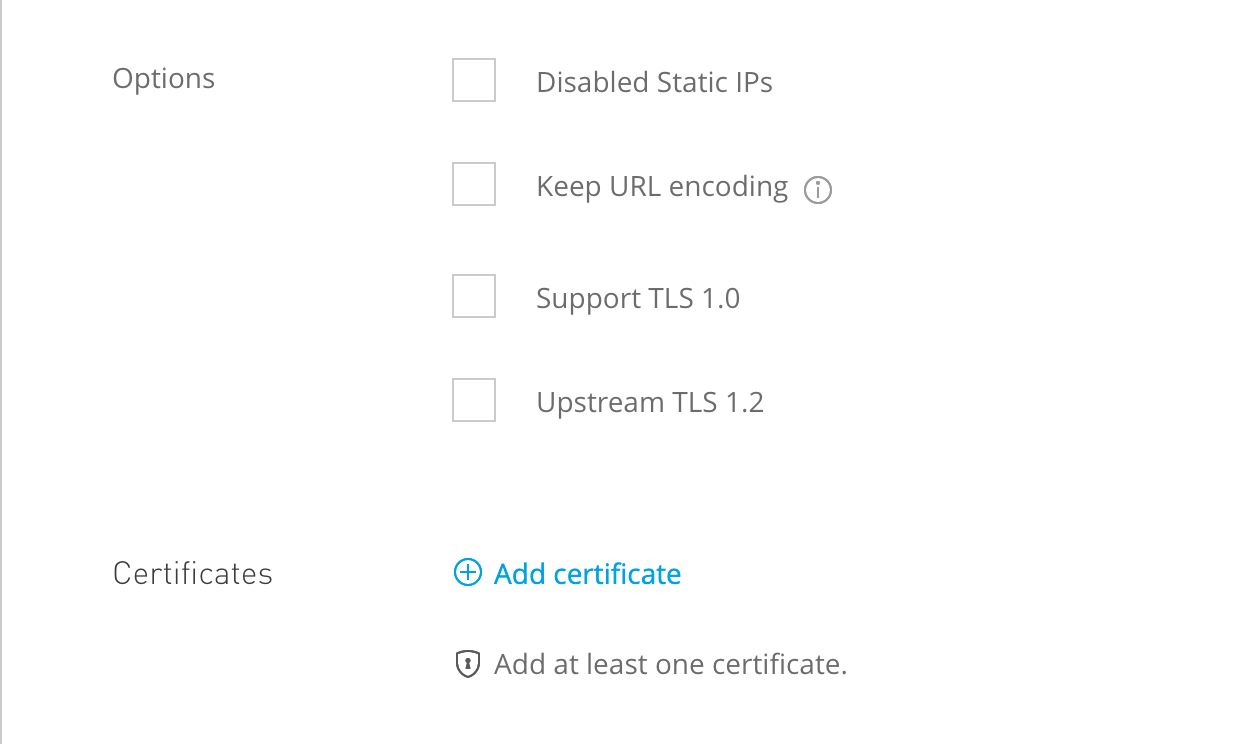 Options
Disabled Static IPs
Keep URL encoding
Support TLS 1.0
Upstream TLS 1.2
Certificates
Add certificate
Add at least one certificate.